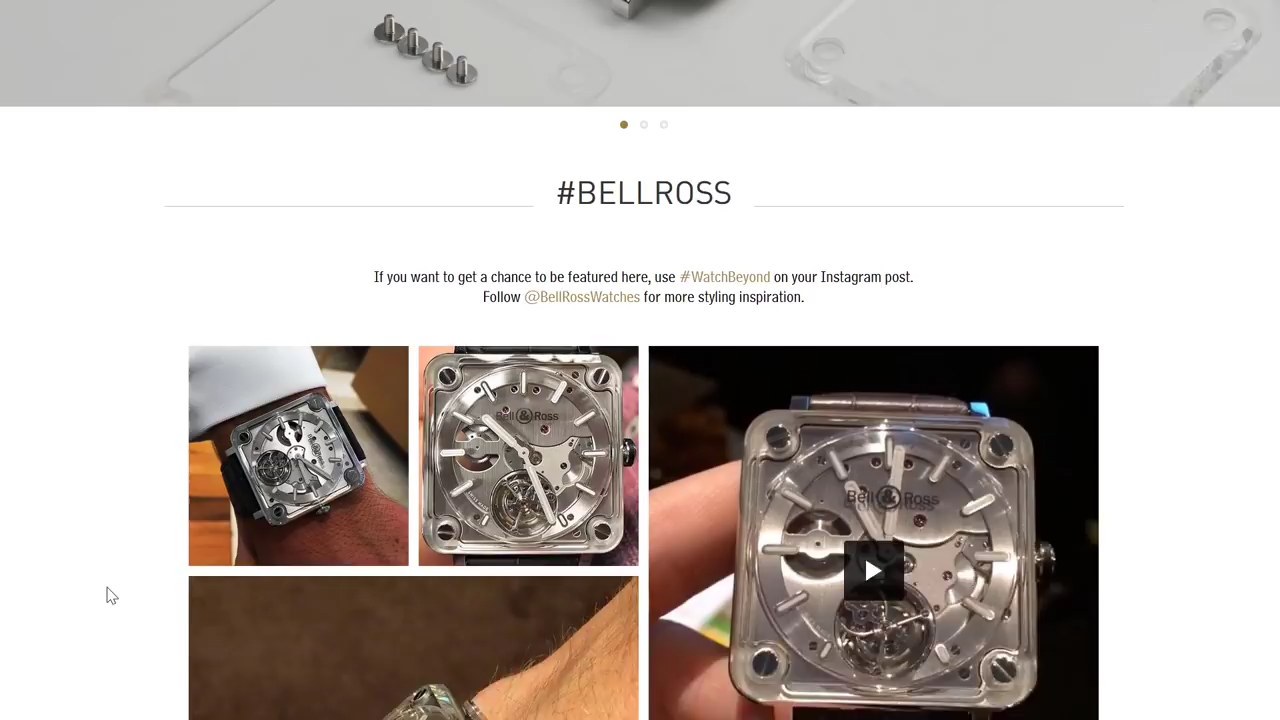 #BELLROSS
If you want to get a chance to be featured here, use #WatchBeyond on your Instagram post.
Follow @BellRossWatches for more styling inspiration.
Bell & Ross
Bell & Ross